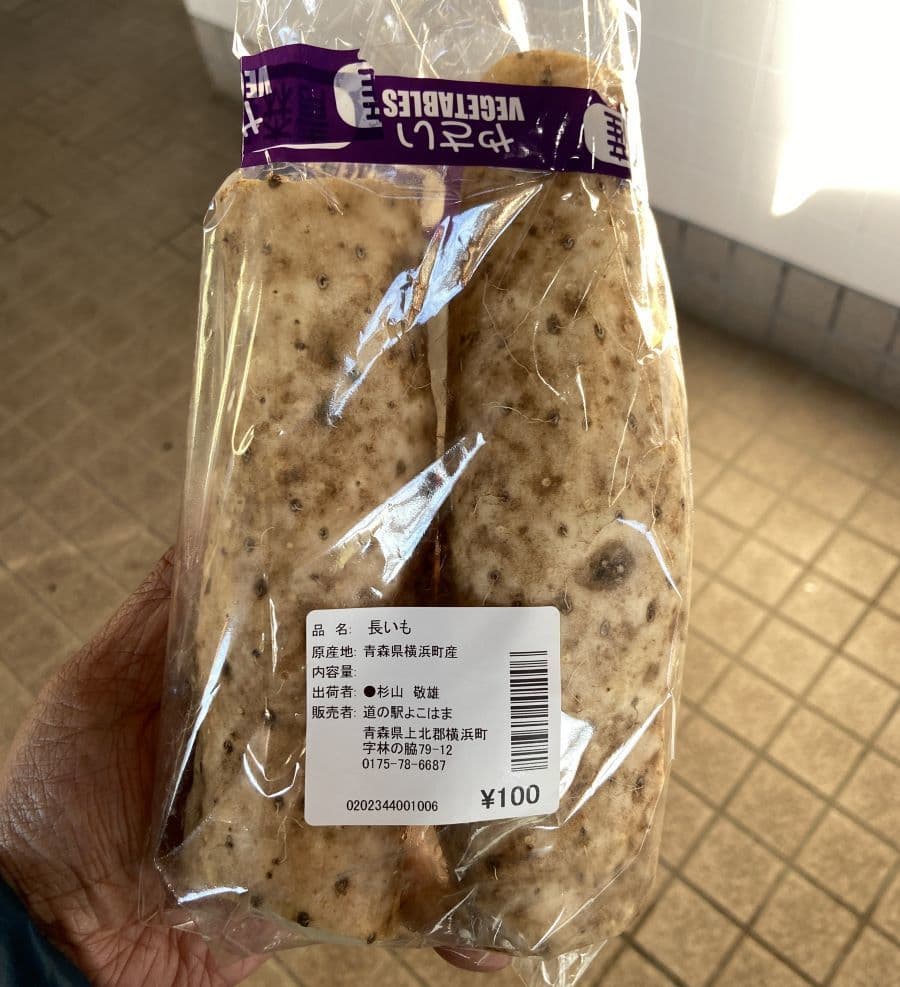 やさい
VEGETABLES
品 名: 長いも
原産地: 青森県横浜町産
内容量:
出荷者: ●杉山 敬雄
販売者: 道の駅よこはま
青森県上北郡横浜町
字林の脇79-12
0175-78-6687
0202344001006
¥100